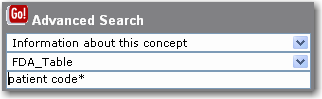 Go! Advanced Search
Information about this concept
FDA_Table
patient code*